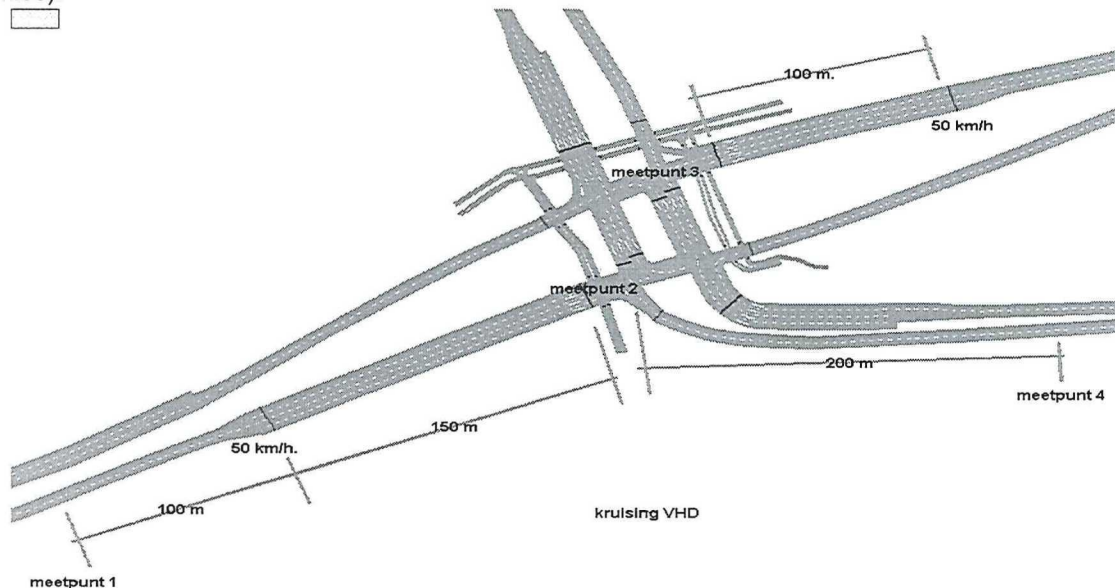 100 m.
50 km/h
meetpunt 3.
meetpunt 2
200 m
meetpunt 4
150 m
50 km/h.
100 m
kruising VHD
meetpunt 1